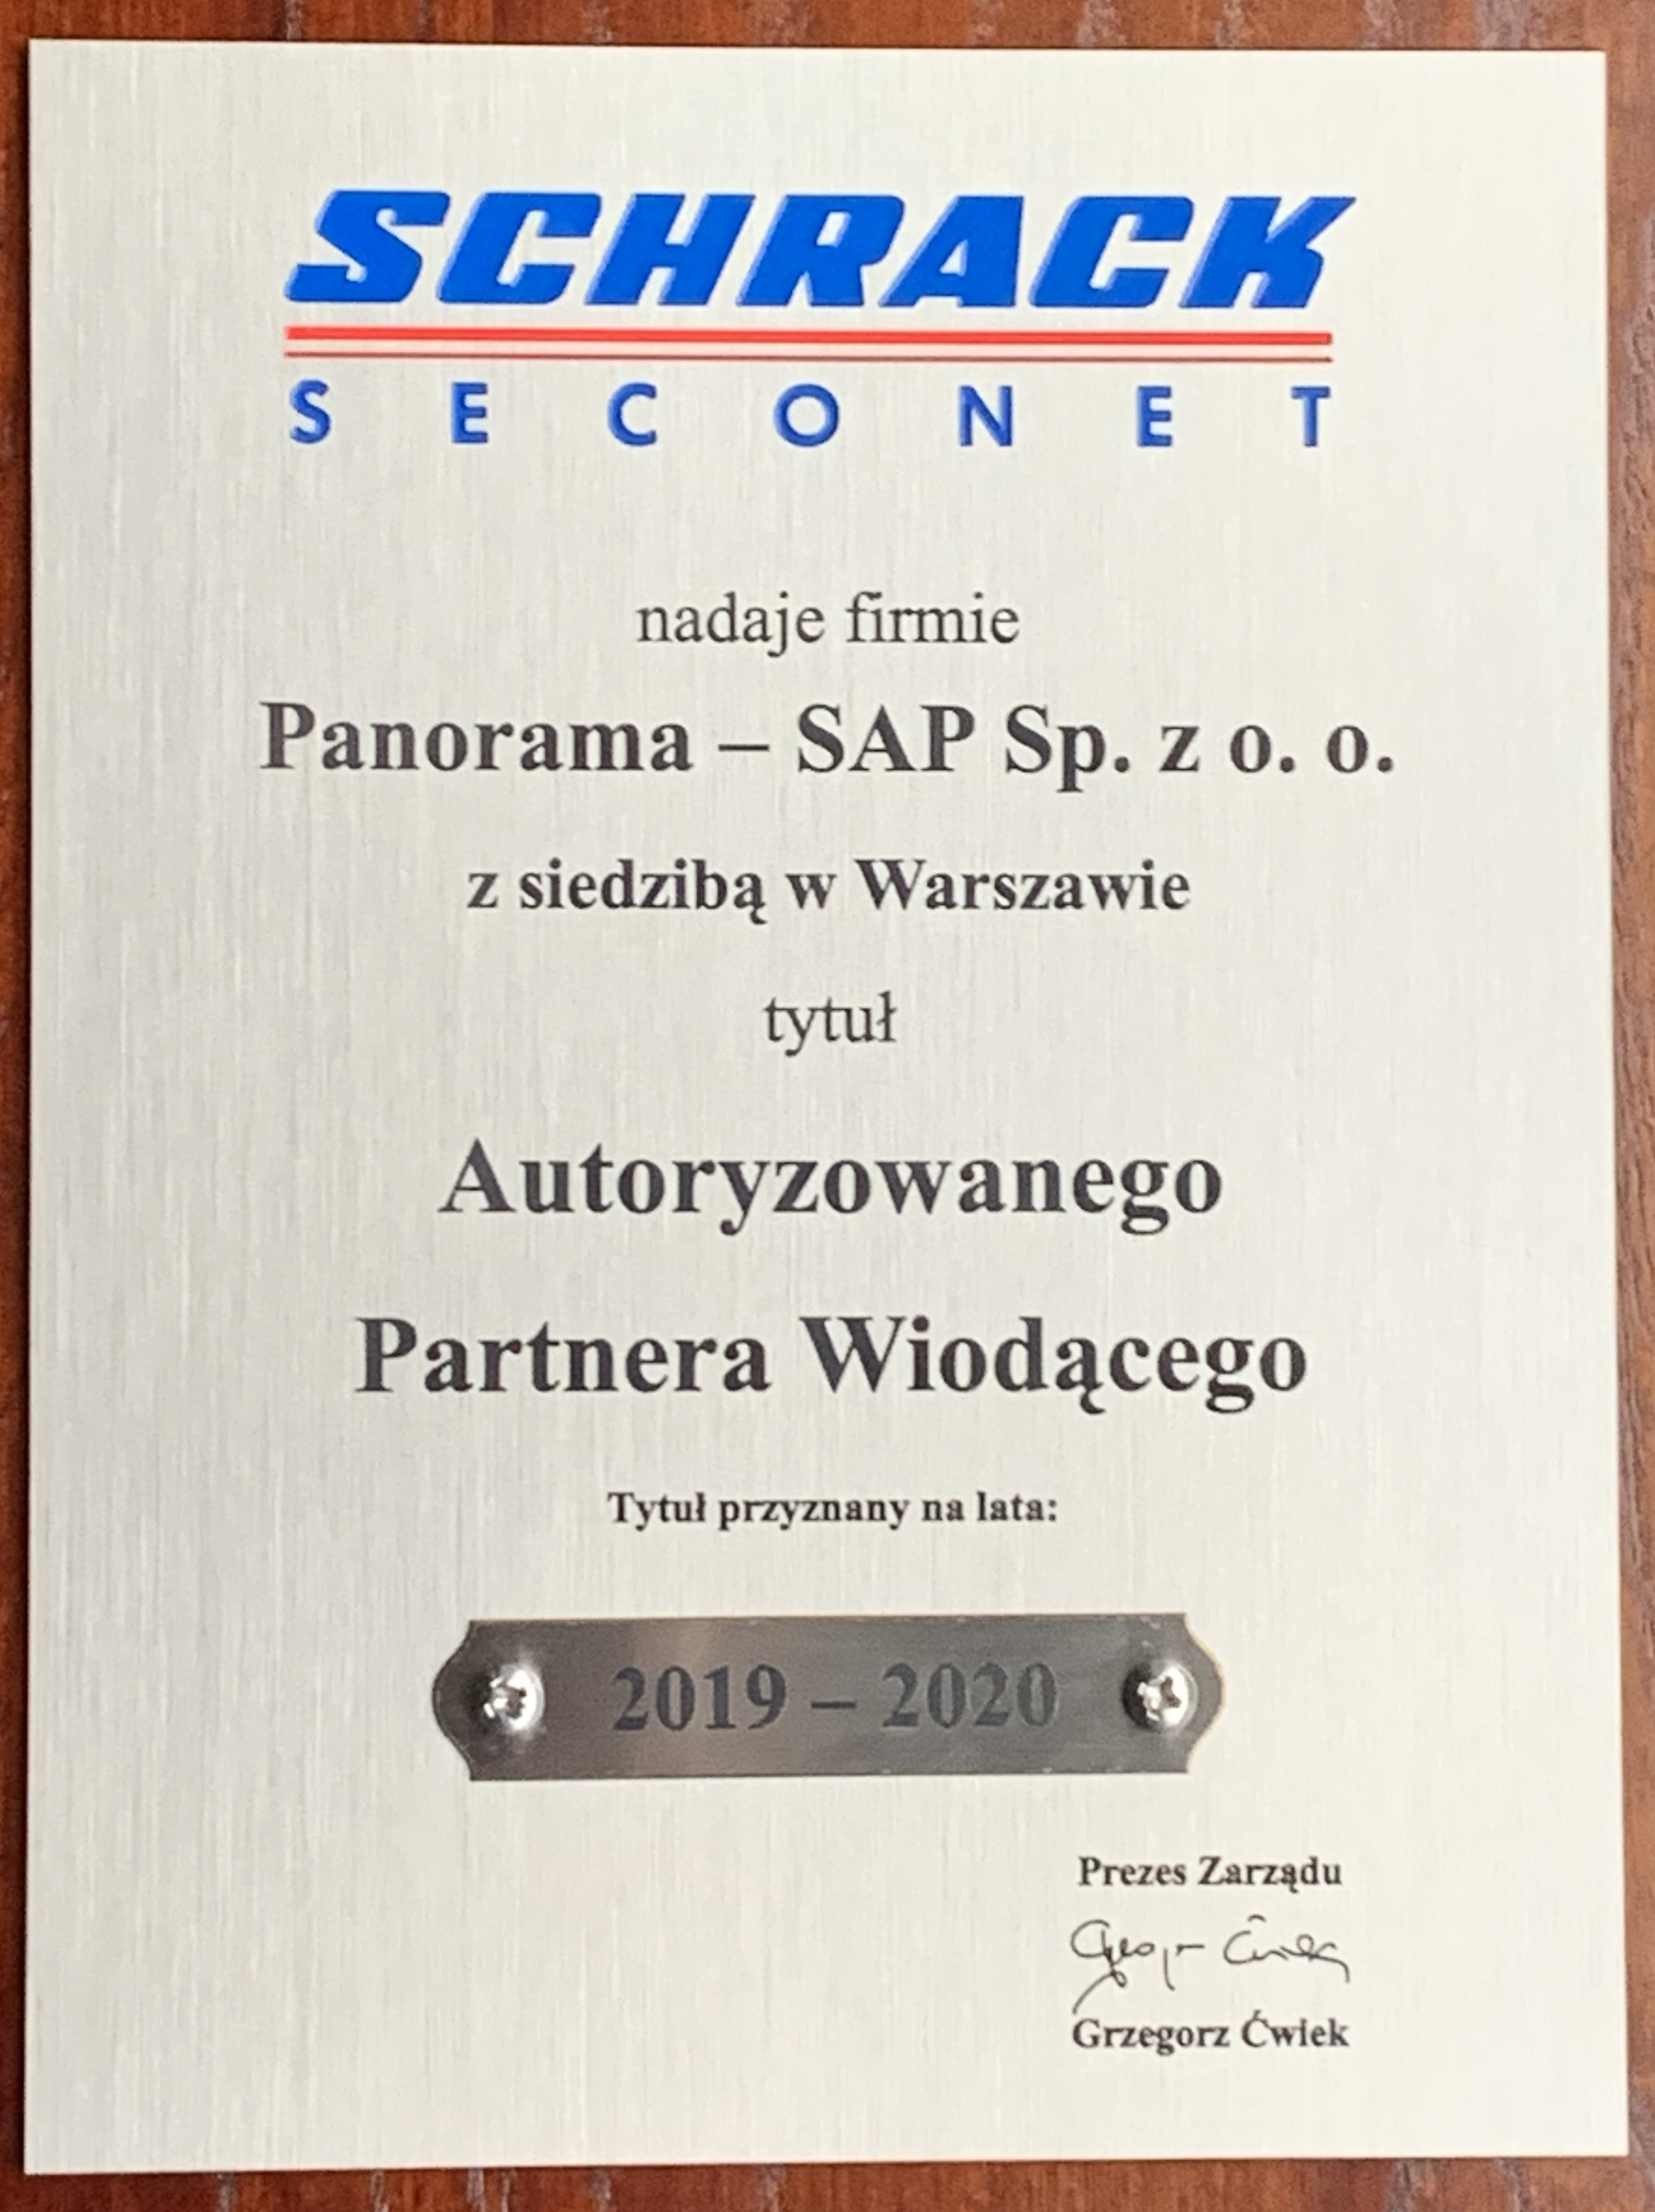 SCHRACK
SECONET
nadaje firmie
Panorama – SAP Sp. z o. o.
z siedzibą w Warszawie
tytuł
Autoryzowanego
Partnera Wiodącego
Tytuł przyznany na lata:
2019 – 2020
Prezes Zarządu
Grzegorz Ćwiek